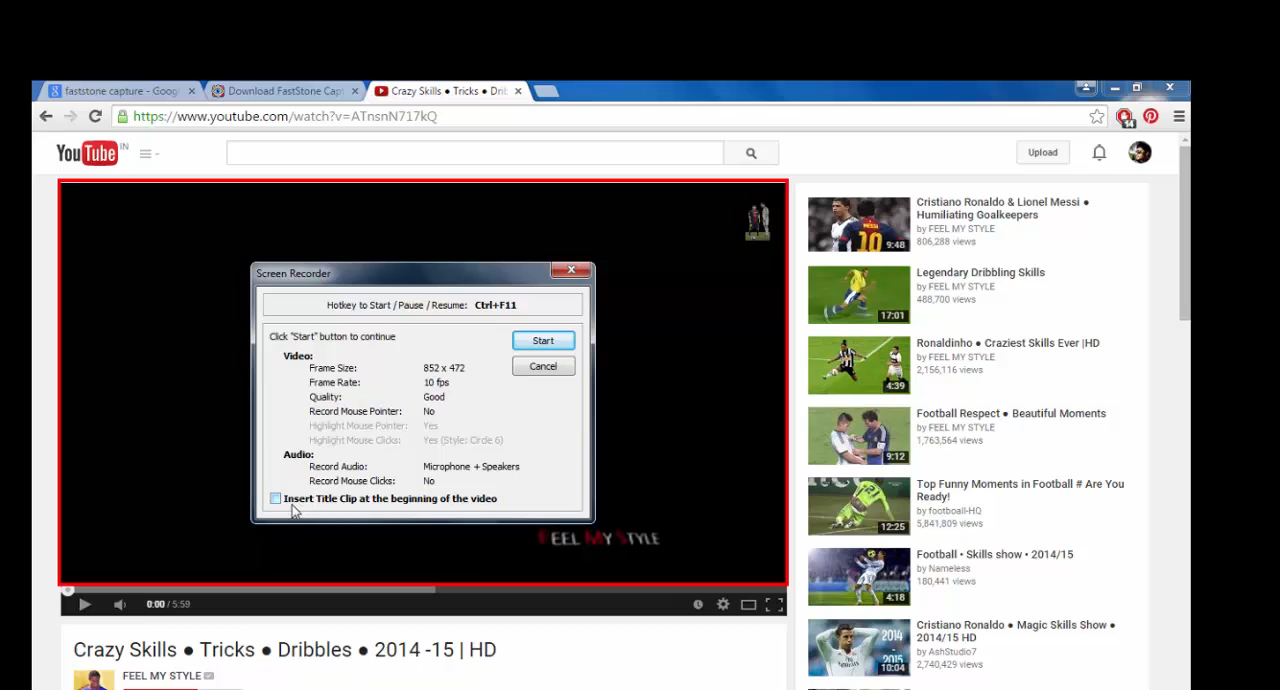 faststone capture - Goog
Download FastStone Cap
Crazy Skills ● Tricks ● Drib
https://www.youtube.com/watch?v=ATnsnN717kQ
YouTube IN
Upload
Screen Recorder
Hotkey to Start / Pause / Resume: Ctrl+F11
Click "Start" button to continue
Start
Cancel
Video:
Frame Size: 852 x 472
Frame Rate: 10 fps
Quality: Good
Record Mouse Pointer: No
Highlight Mouse Pointer: Yes
Highlight Mouse Clicks: Yes (Style: Circle 6)
Audio:
Record Audio: Microphone + Speakers
Record Mouse Clicks: No
Insert Title Clip at the beginning of the video
FEEL MY STYLE
0:00 / 5:59
Crazy Skills ● Tricks ● Dribbles ● 2014 -15 | HD
FEEL MY STYLE
Cristiano Ronaldo & Lionel Messi ●
Humiliating Goalkeepers
by FEEL MY STYLE
806,288 views
9:48
Legendary Dribbling Skills
by FEEL MY STYLE
488,700 views
17:01
Ronaldinho ● Craziest Skills Ever |HD
by FEEL MY STYLE
2,156,116 views
4:39
Football Respect ● Beautiful Moments
by FEEL MY STYLE
1,763,564 views
9:12
Top Funny Moments in Football # Are You
Ready!
by footboall-HQ
5,841,809 views
12:25
Football • Skills show • 2014/15
by Nameless
180,441 views
4:18
Cristiano Ronaldo ● Magic Skills Show ●
2014/15 HD
by AshStudio7
2,740,429 views
2014
2015
10:04